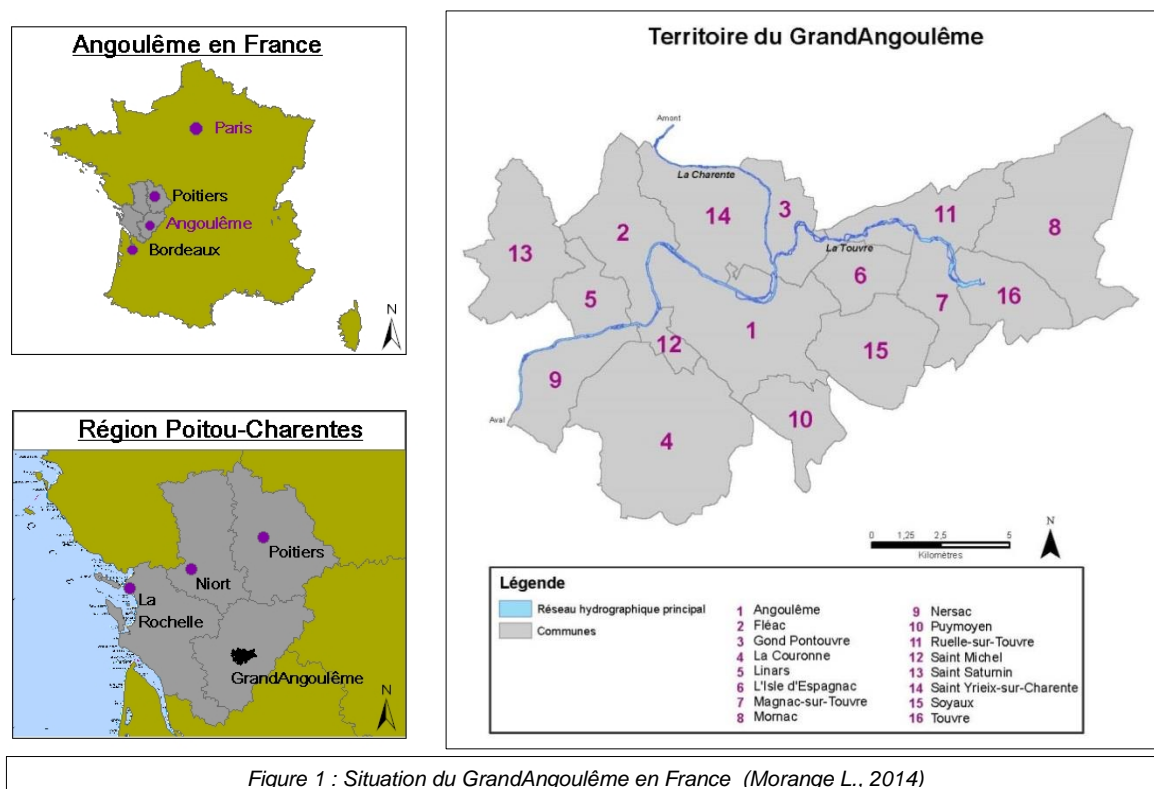 Angoulême en France
Paris
Poitiers
Angoulême
Bordeaux
N
Région Poitou-Charentes
Poitiers
Niort
La
Rochelle
GrandAngoulême
N
Territoire du GrandAngoulême
Amont
La Charente
3
11
2
14
8
13
La Touvre
6
5
16
7
1
12
15
9
10
Aval
4
N
0 1,25 2,5 5
Kilomètres
Légende
Réseau hydrographique principal
Communes
1 Angoulême
2 Fléac
3 Gond Pontouvre
4 La Couronne
5 Linars
6 L'Isle d'Espagnac
7 Magnac-sur-Touvre
8 Mornac
9 Nersac
10 Puymoyen
11 Ruelle-sur-Touvre
12 Saint Michel
13 Saint Saturnin
14 Saint Yrieix-sur-Charente
15 Soyaux
16 Touvre
Figure 1 : Situation du GrandAngoulême en France (Morange L., 2014)